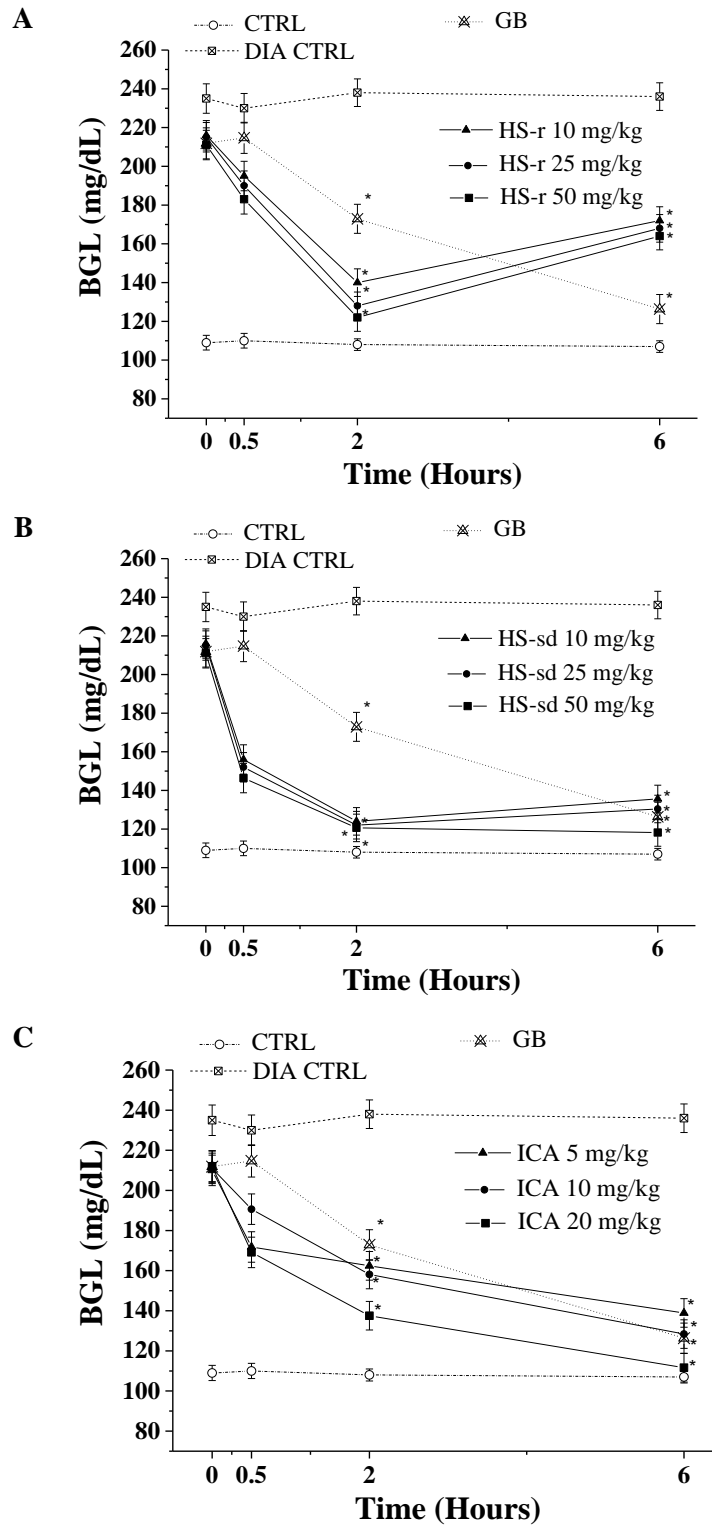 A
CTRL GB
DIA CTRL
260
240
220
200
180
160
140
120
100
80
BGL (mg/dL)
HS-r 10 mg/kg
HS-r 25 mg/kg
HS-r 50 mg/kg
* * * * * * * *
0 0.5 2 6
Time (Hours)
B
CTRL GB
DIA CTRL
260
240
220
200
180
160
140
120
100
80
BGL (mg/dL)
HS-sd 10 mg/kg
HS-sd 25 mg/kg
HS-sd 50 mg/kg
* * * * * * * *
0 0.5 2 6
Time (Hours)
C
CTRL GB
DIA CTRL
260
240
220
200
180
160
140
120
100
80
BGL (mg/dL)
ICA 5 mg/kg
ICA 10 mg/kg
ICA 20 mg/kg
* * * * * * * *
0 0.5 2 6
Time (Hours)